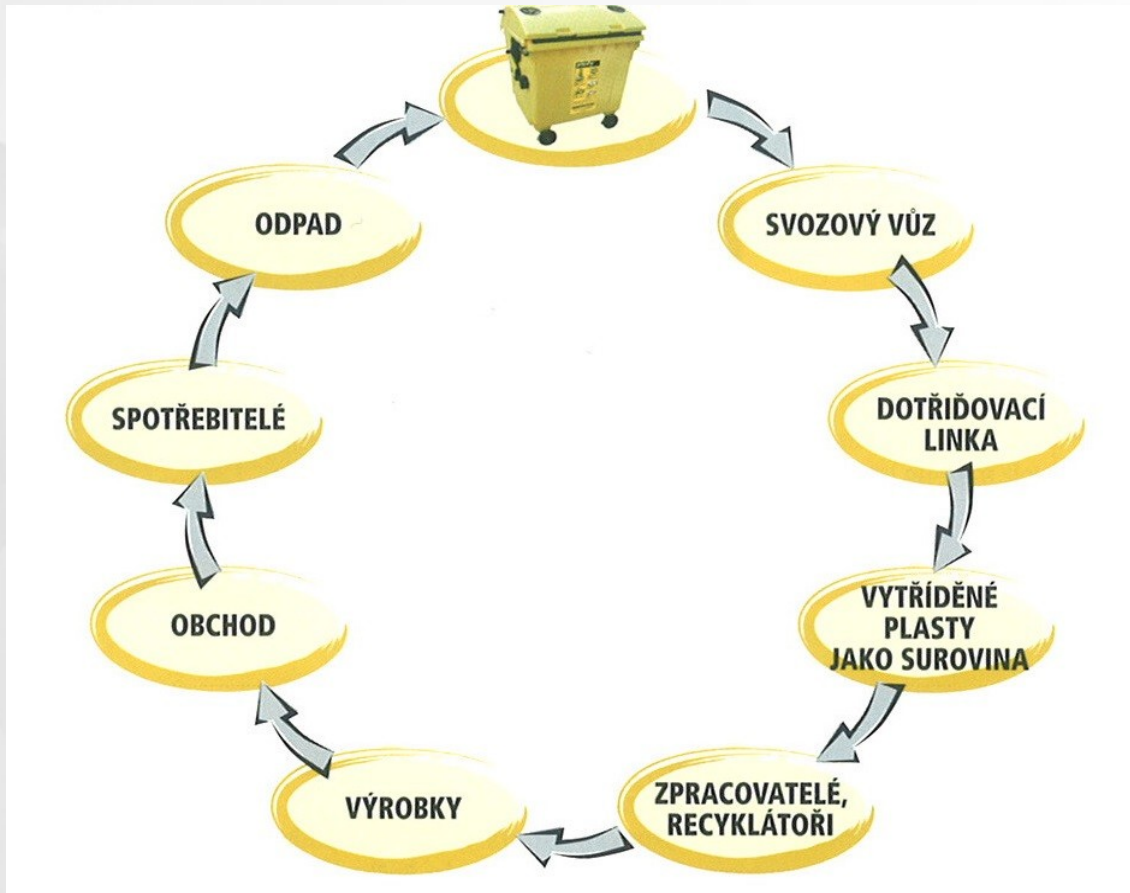 SVOZOVÝ VŮZ
DOTŘIĎOVACÍ
LINKA
VYTŘÍDĚNÉ
PLASTY
JAKO SUROVINA
ZPRACOVATELÉ,
RECYKLÁTOŘI
VÝROBKY
OBCHOD
SPOTŘEBITELÉ
ODPAD